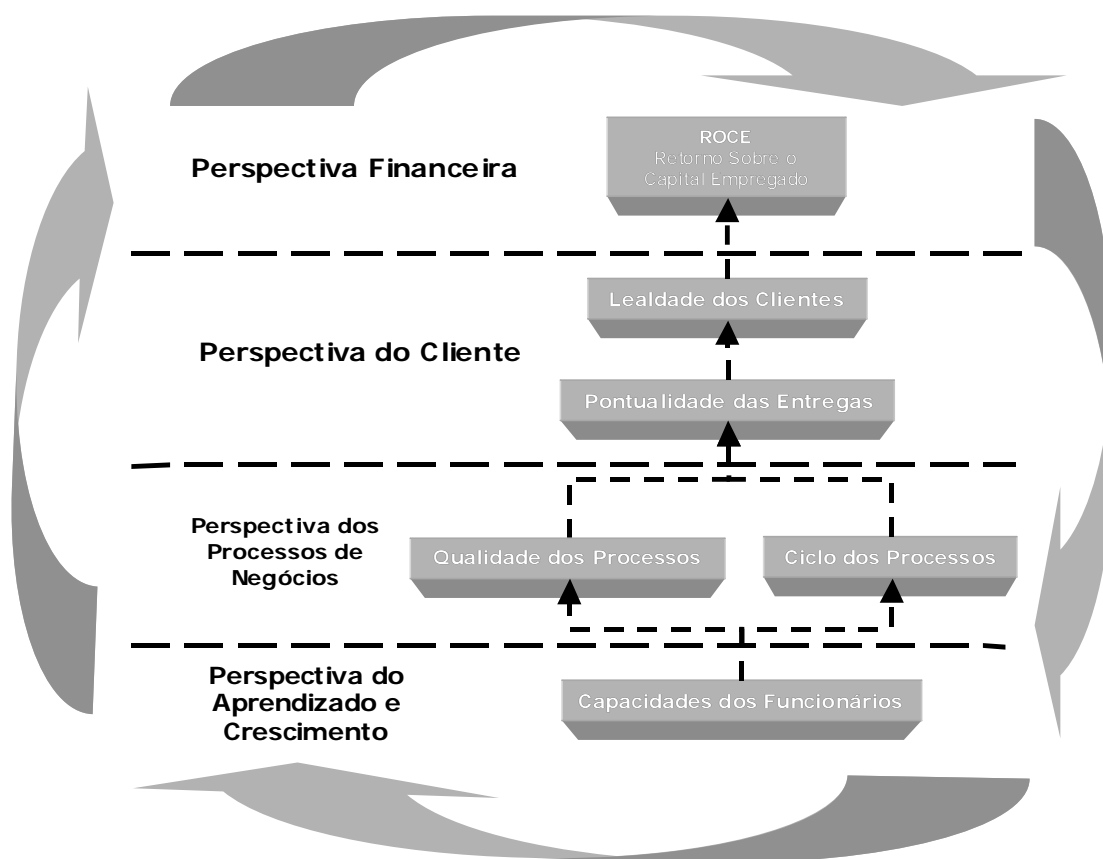 Perspectiva Financeira
ROCE
Retorno Sobre o
Capital Empregado
Lealdade dos Clientes
Perspectiva do Cliente
Pontualidade das Entregas
Perspectiva dos
Processos de
Negócios
Qualidade dos Processos
Ciclo dos Processos
Perspectiva do
Aprendizado e
Crescimento
Capacidades dos Funcionários